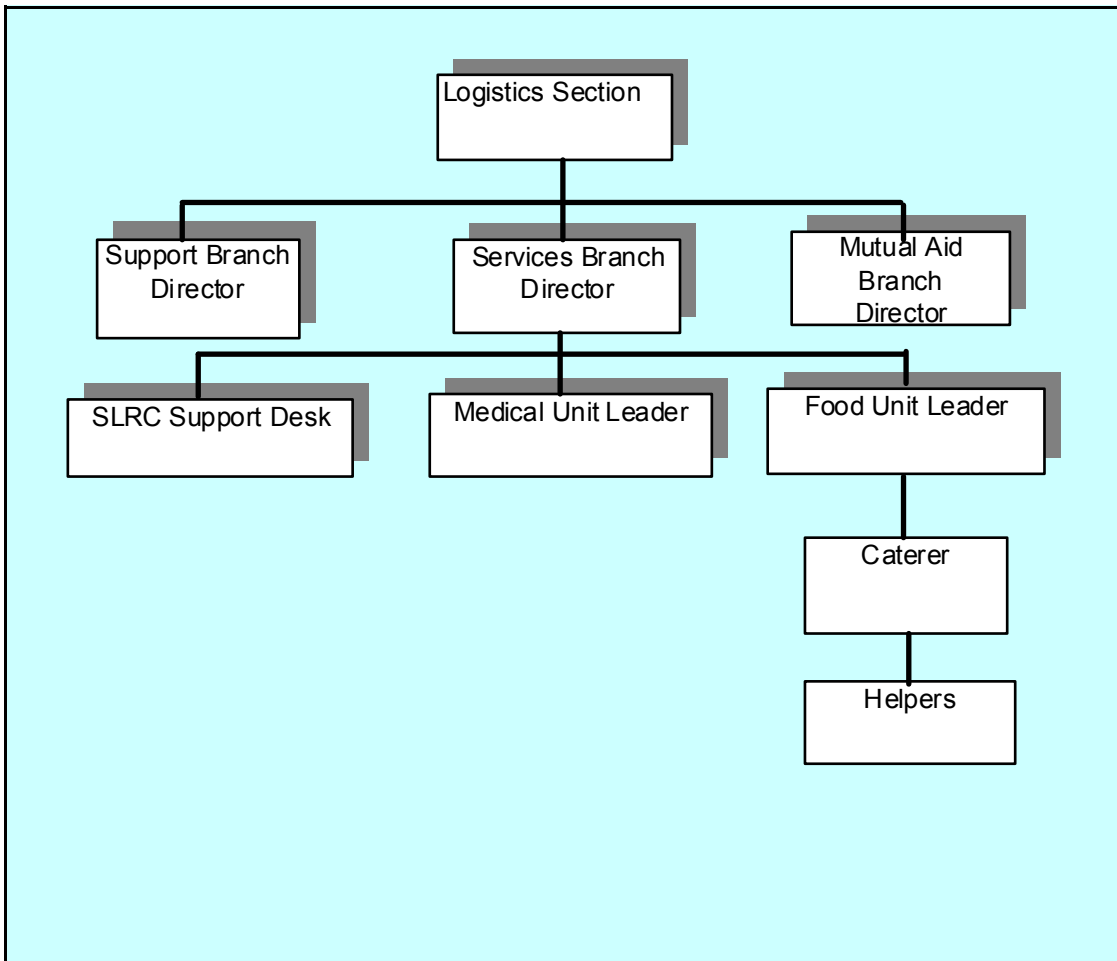 Logistics Section
Support Branch
Director
Services Branch
Director
Mutual Aid
Branch
Director
SLRC Support Desk
Medical Unit Leader
Food Unit Leader
Caterer
Helpers